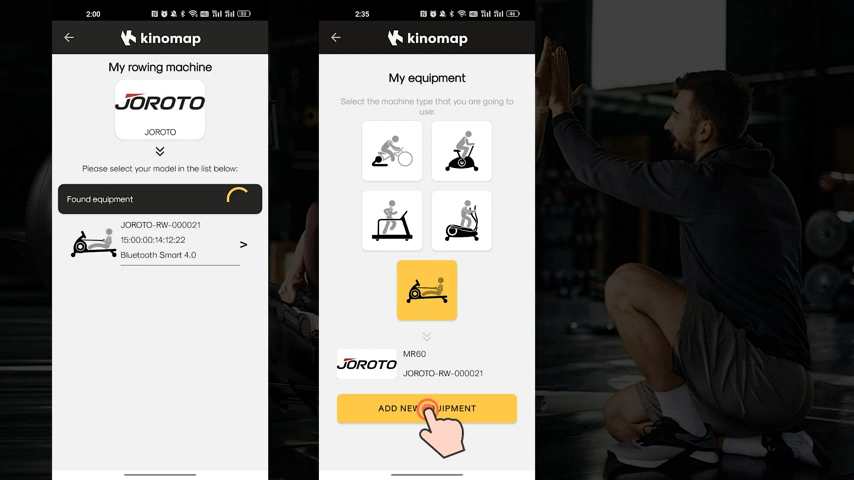 2:00
kinomap
My rowing machine
JOROTO
JOROTO
Please select your model in the list below:
Found equipment
JOROTO-RW-000021
15:00:00:14:12:22
Bluetooth Smart 4.0
>
2:35
kinomap
My equipment
Select the machine type that you are going to
use:
JOROTO
MR60
JOROTO-RW-000021
ADD NEW EQUIPMENT